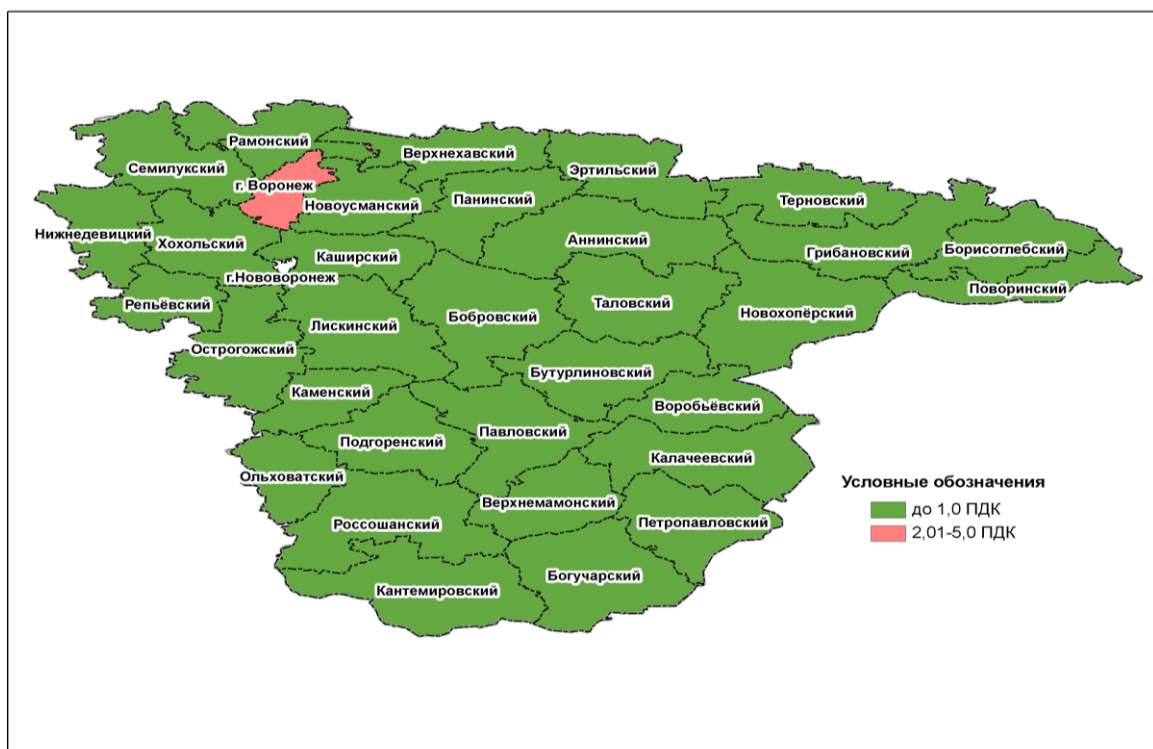 Рамонский
Верхнехавский
Семилукский
Эртильский
г. Воронеж
Панинский
Терновский
Новоусманский
Нижнедевицкий
Хохольский
Аннинский
Борисоглебский
Каширский
Грибановский
г.Нововоронеж
Поворинский
Репьёвский
Таловский
Лискинский
Бобровский
Новохопёрский
Острогожский
Бутурлиновский
Каменский
Воробьёвский
Подгоренский
Павловский
Калачеевский
Ольховатский
Условные обозначения
Верхнемамонский
до 1,0 ПДК
Россошанский
Петропавловский
2,01-5,0 ПДК
Богучарский
Кантемировский